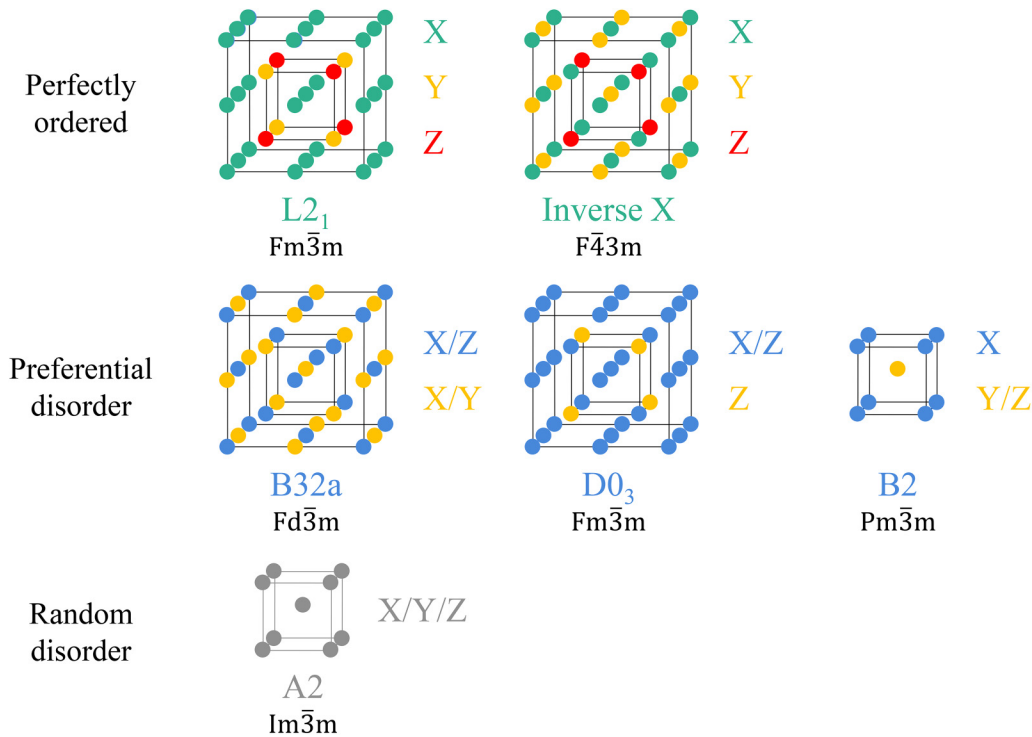 Perfectly
ordered
X
Y
Z
L2₁
Fm3̅m
X
Y
Z
Inverse X
F4̅3m
Preferential
disorder
X/Z
X/Y
B32a
Fd3̅m
X/Z
Z
D0₃
Fm3̅m
X
Y/Z
B2
Pm3̅m
Random
disorder
X/Y/Z
A2
Im3̅m